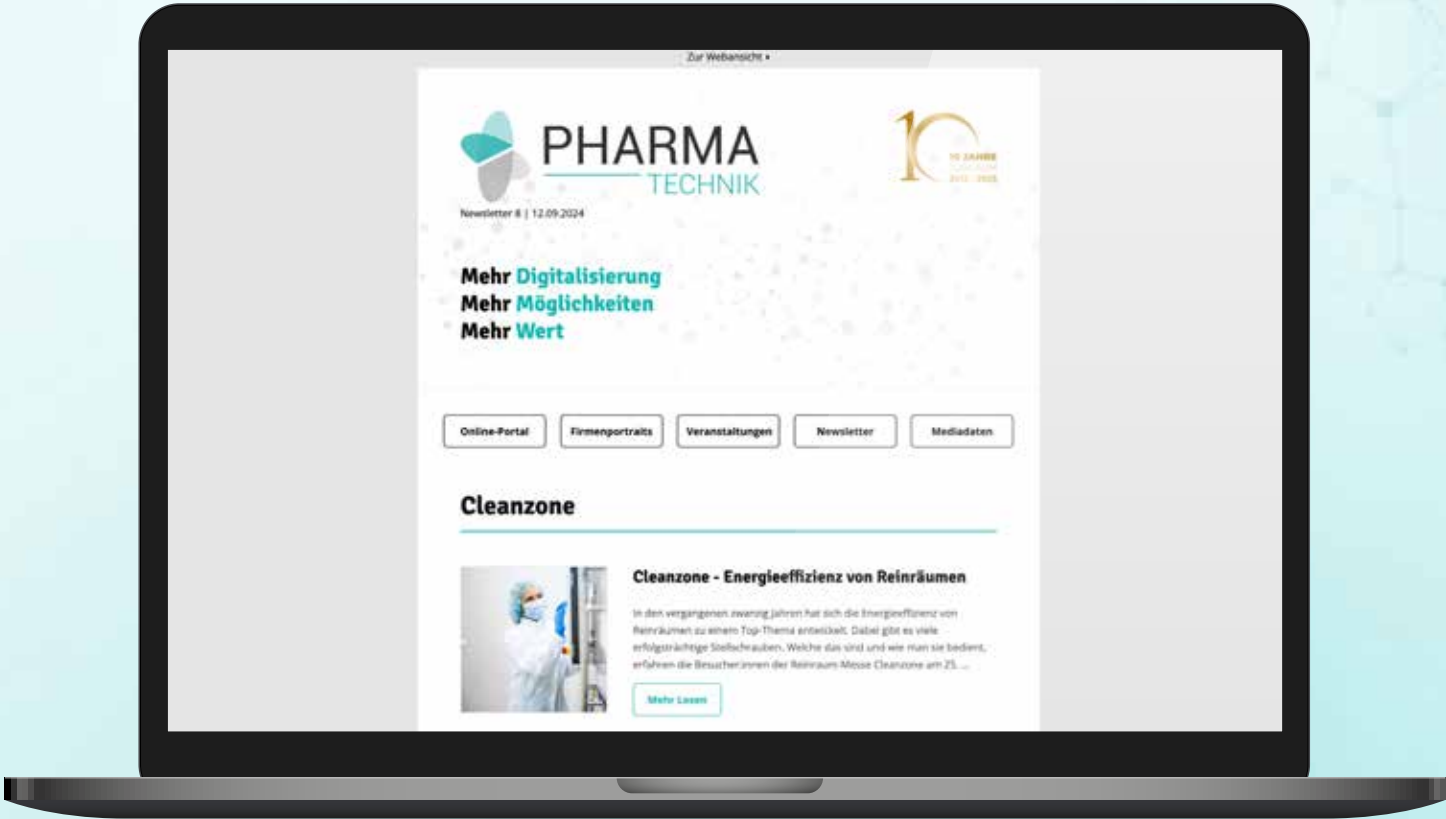 Zur Webansicht
PHARMA
TECHNIK
10
10 JAHRE
Newsletter 8 | 12.09.2024
Mehr Digitalisierung
Mehr Möglichkeiten
Mehr Wert
Online-Portal Firmenportraits Veranstaltungen Newsletter Mediadaten
Cleanzone
Cleanzone - Energieeffizienz von Reinräumen
In den vergangenen zwanzig Jahren hat sich die Energieeffizienz von
Reinräumen zu einem Top-Thema entwickelt. Dabei gibt es viele
erfolgsträchtige Stellschrauben. Welche das sind und wie man sie bedient,
erfahren die Besucher:innen der Reinraum-Messe Cleanzone am 25. ...
Mehr Lesen